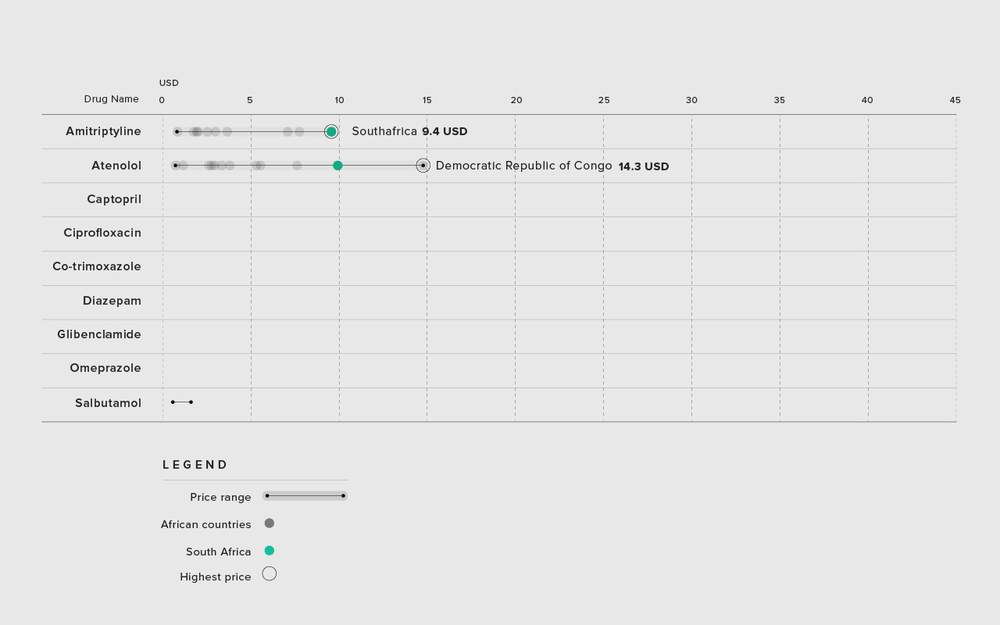 USD
Drug Name 0 5 10 15 20 25 30 35 40 45
Amitriptyline Southafrica 9.4 USD
Atenolol Democratic Republic of Congo 14.3 USD
Captopril
Ciprofloxacin
Co-trimoxazole
Diazepam
Glibenclamide
Omeprazole
Salbutamol
LEGEND
Price range
African countries
South Africa
Highest price